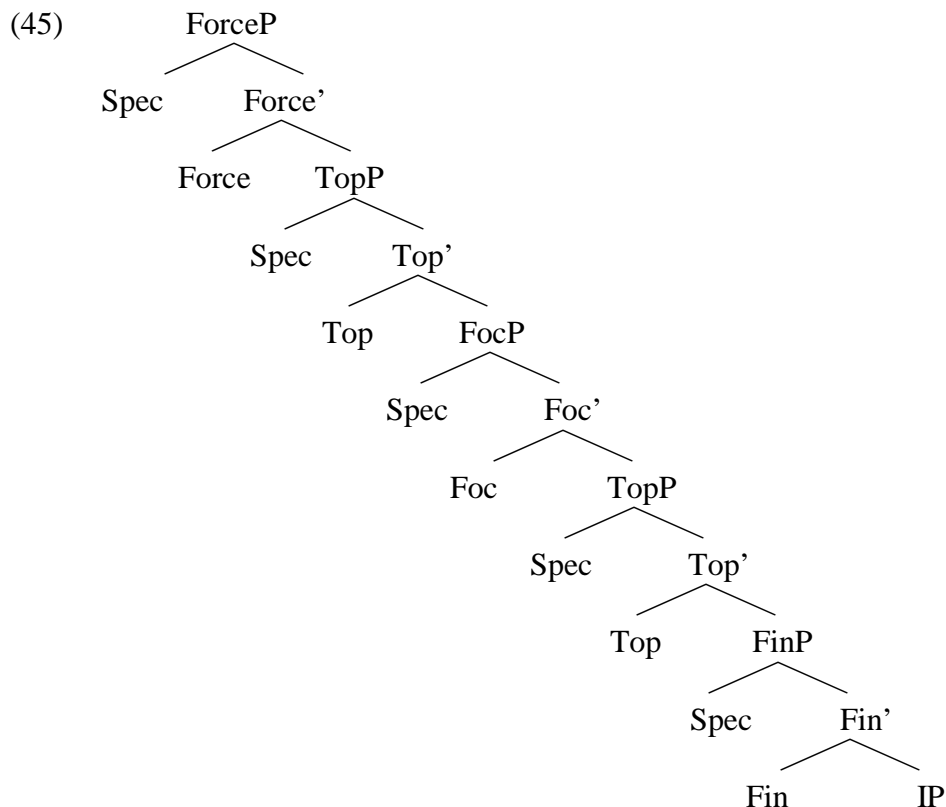 (45) ForceP
Spec Force’
Force TopP
Spec Top’
Top FocP
Spec Foc’
Foc TopP
Spec Top’
Top FinP
Spec Fin’
Fin IP